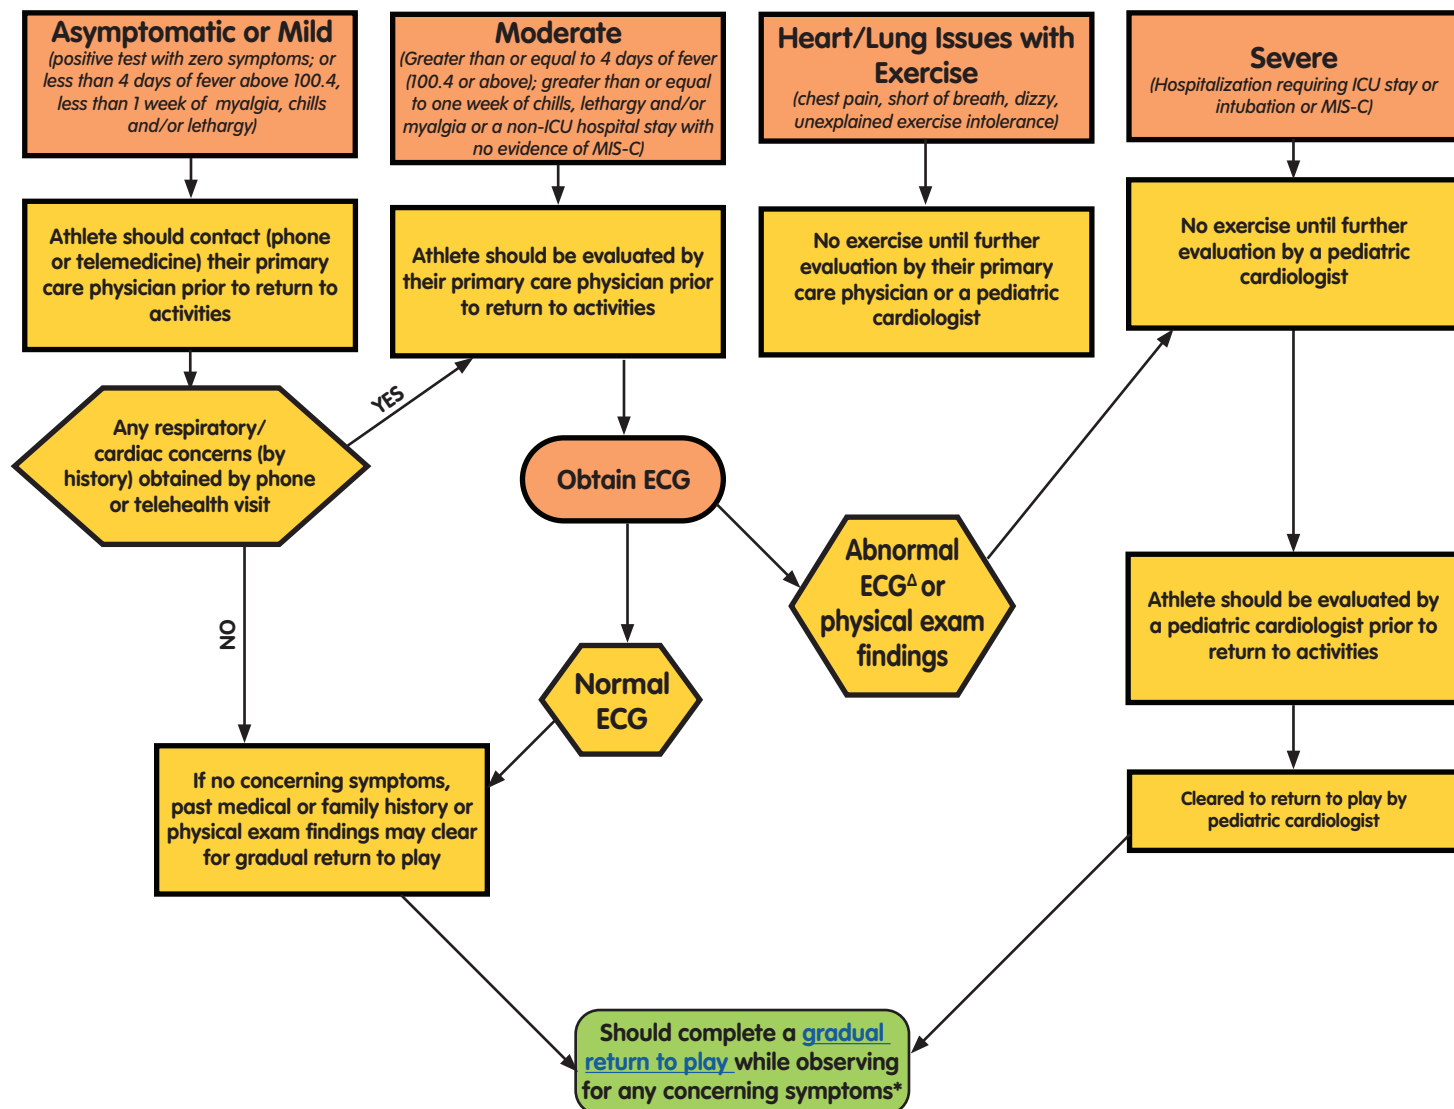 Asymptomatic or Mild
(positive test with zero symptoms; or
less than 4 days of fever above 100.4,
less than 1 week of myalgia, chills
and/or lethargy)
Moderate
(Greater than or equal to 4 days of fever
(100.4 or above); greater than or equal
to one week of chills, lethargy and/or
myalgia or a non-ICU hospital stay with
no evidence of MIS-C)
Heart/Lung Issues with
Exercise
(chest pain, short of breath, dizzy,
unexplained exercise intolerance)
Severe
(Hospitalization requiring ICU stay or
intubation or MIS-C)
Athlete should contact (phone
or telemedicine) their primary
care physician prior to return to
activities
Athlete should be evaluated by
their primary care physician prior
to return to activities
No exercise until further
evaluation by their primary
care physician or a pediatric
cardiologist
No exercise until further
evaluation by a pediatric
cardiologist
Any respiratory/
cardiac concerns (by
history) obtained by phone
or telehealth visit
YES
NO
Obtain ECG
Abnormal
ECGΔ or
physical exam
findings
Normal
ECG
Athlete should be evaluated by
a pediatric cardiologist prior to
return to activities
If no concerning symptoms,
past medical or family history or
physical exam findings may clear
for gradual return to play
Cleared to return to play by
pediatric cardiologist
Should complete a gradual
return to play while observing
for any concerning symptoms*